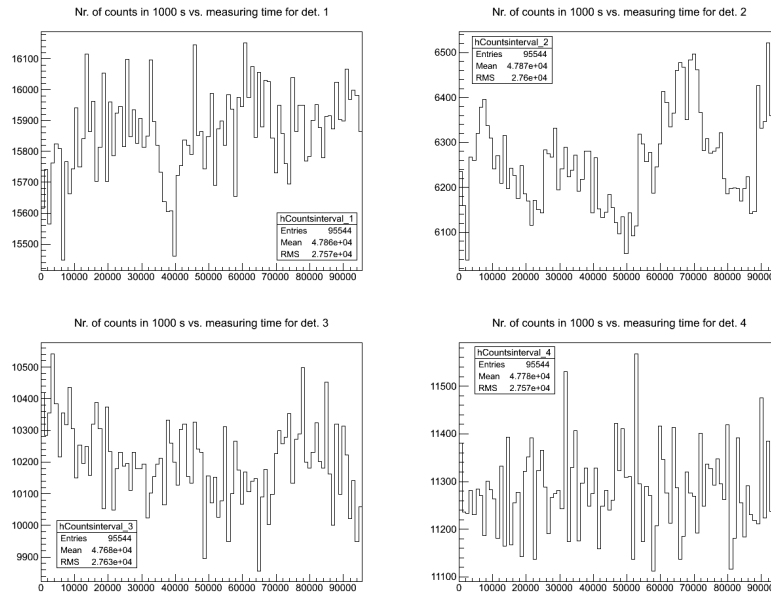 Nr. of counts in 1000 s vs. measuring time for det. 1
16100
16000
15900
15800
15700
15600
15500
hCountsinterval_1
Entries 95544
Mean 4.786e+04
RMS 2.757e+04
0 10000 20000 30000 40000 50000 60000 70000 80000 90000
Nr. of counts in 1000 s vs. measuring time for det. 2
6500
6400
6300
6200
6100
hCountsinterval_2
Entries 95544
Mean 4.787e+04
RMS 2.76e+04
0 10000 20000 30000 40000 50000 60000 70000 80000 90000
Nr. of counts in 1000 s vs. measuring time for det. 3
10500
10400
10300
10200
10100
10000
9900
hCountsinterval_3
Entries 95544
Mean 4.768e+04
RMS 2.763e+04
0 10000 20000 30000 40000 50000 60000 70000 80000 90000
Nr. of counts in 1000 s vs. measuring time for det. 4
11500
11400
11300
11200
11100
hCountsinterval_4
Entries 95544
Mean 4.778e+04
RMS 2.757e+04
0 10000 20000 30000 40000 50000 60000 70000 80000 90000